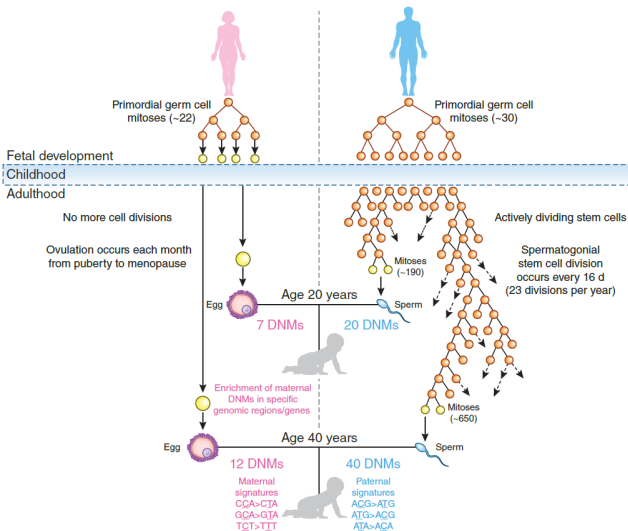 Primordial germ cell
mitoses (~22)
Primordial germ cell
mitoses (~30)
Fetal development
Childhood
Adulthood
No more cell divisions
Ovulation occurs each month
from puberty to menopause
Actively dividing stem cells
Spermatogonial
stem cell division
occurs every 16 d
(23 divisions per year)
Mitoses
(~190)
Egg
Age 20 years
Sperm
7 DNMs
20 DNMs
Enrichment of maternal
DNMs in specific
genomic regions/genes
Mitoses
(~650)
Egg
Age 40 years
Sperm
12 DNMs
40 DNMs
Maternal
signatures
CCA>CTA
GCA>GTA
TCT>TTT
Paternal
signatures
ACG>ATG
ATG>ACG
ATA>ACA